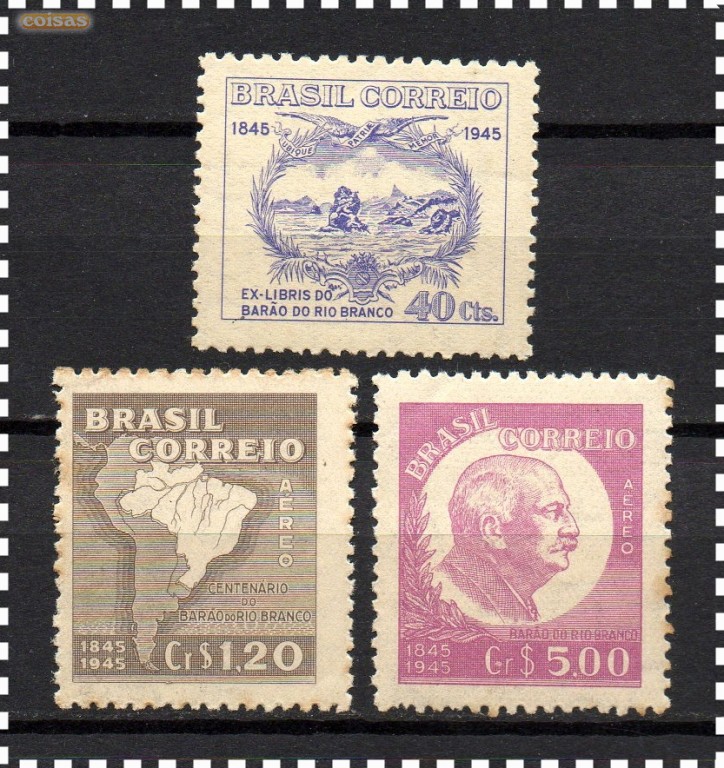 coisas
BRASIL CORREIO
1845 1945
UBIQUE PATRIAE MEMOR
EX-LIBRIS DO
BARÃO DO RIO BRANCO 40 Cts.
BRASIL
CORREIO
AEREO
CENTENÁRIO
DO
BARÃO DO RIO BRANCO
1845
1945 Cr$ 1,20
BRASIL CORREIO
AEREO
BARÃO DO RIO BRANCO
1845
1945 Cr$ 5.00